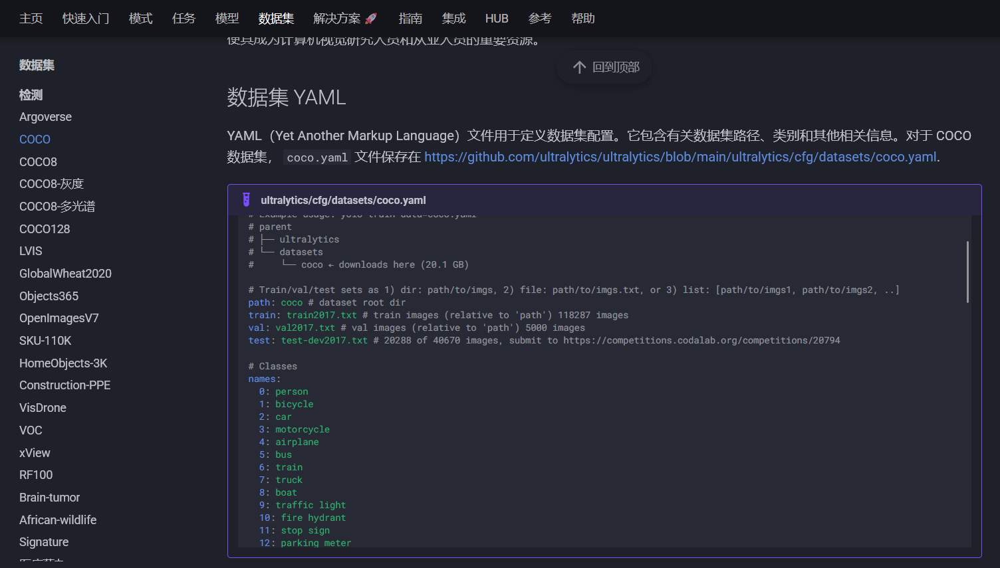 主页 快速入门 模式 任务 模型 数据集 解决方案 🚀 指南 集成 HUB 参考 帮助
数据集
检测
Argoverse
COCO
COCO8
COCO8-灰度
COCO8-多光谱
COCO128
LVIS
GlobalWheat2020
Objects365
OpenImagesV7
SKU-110K
HomeObjects-3K
Construction-PPE
VisDrone
VOC
xView
RF100
Brain-tumor
African-wildlife
Signature
使其成为计算机视觉研究人员和从业人员的重要资源。
↑ 回到顶部
数据集 YAML
YAML（Yet Another Markup Language）文件用于定义数据集配置。它包含有关数据集路径、类别和其他相关信息。对于 COCO
数据集， coco.yaml 文件保存在 https://github.com/ultralytics/ultralytics/blob/main/ultralytics/cfg/datasets/coco.yaml.
ultralytics/cfg/datasets/coco.yaml
# Example usage: yolo train data=coco.yaml
# parent
# ├── ultralytics
# └── datasets
#     └── coco ← downloads here (20.1 GB)
# Train/val/test sets as 1) dir: path/to/imgs, 2) file: path/to/imgs.txt, or 3) list: [path/to/imgs1, path/to/imgs2, ..]
path: coco # dataset root dir
train: train2017.txt # train images (relative to 'path') 118287 images
val: val2017.txt # val images (relative to 'path') 5000 images
test: test-dev2017.txt # 20288 of 40670 images, submit to https://competitions.codalab.org/competitions/20794
# Classes
names:
  0: person
  1: bicycle
  2: car
  3: motorcycle
  4: airplane
  5: bus
  6: train
  7: truck
  8: boat
  9: traffic light
  10: fire hydrant
  11: stop sign
  12: parking meter